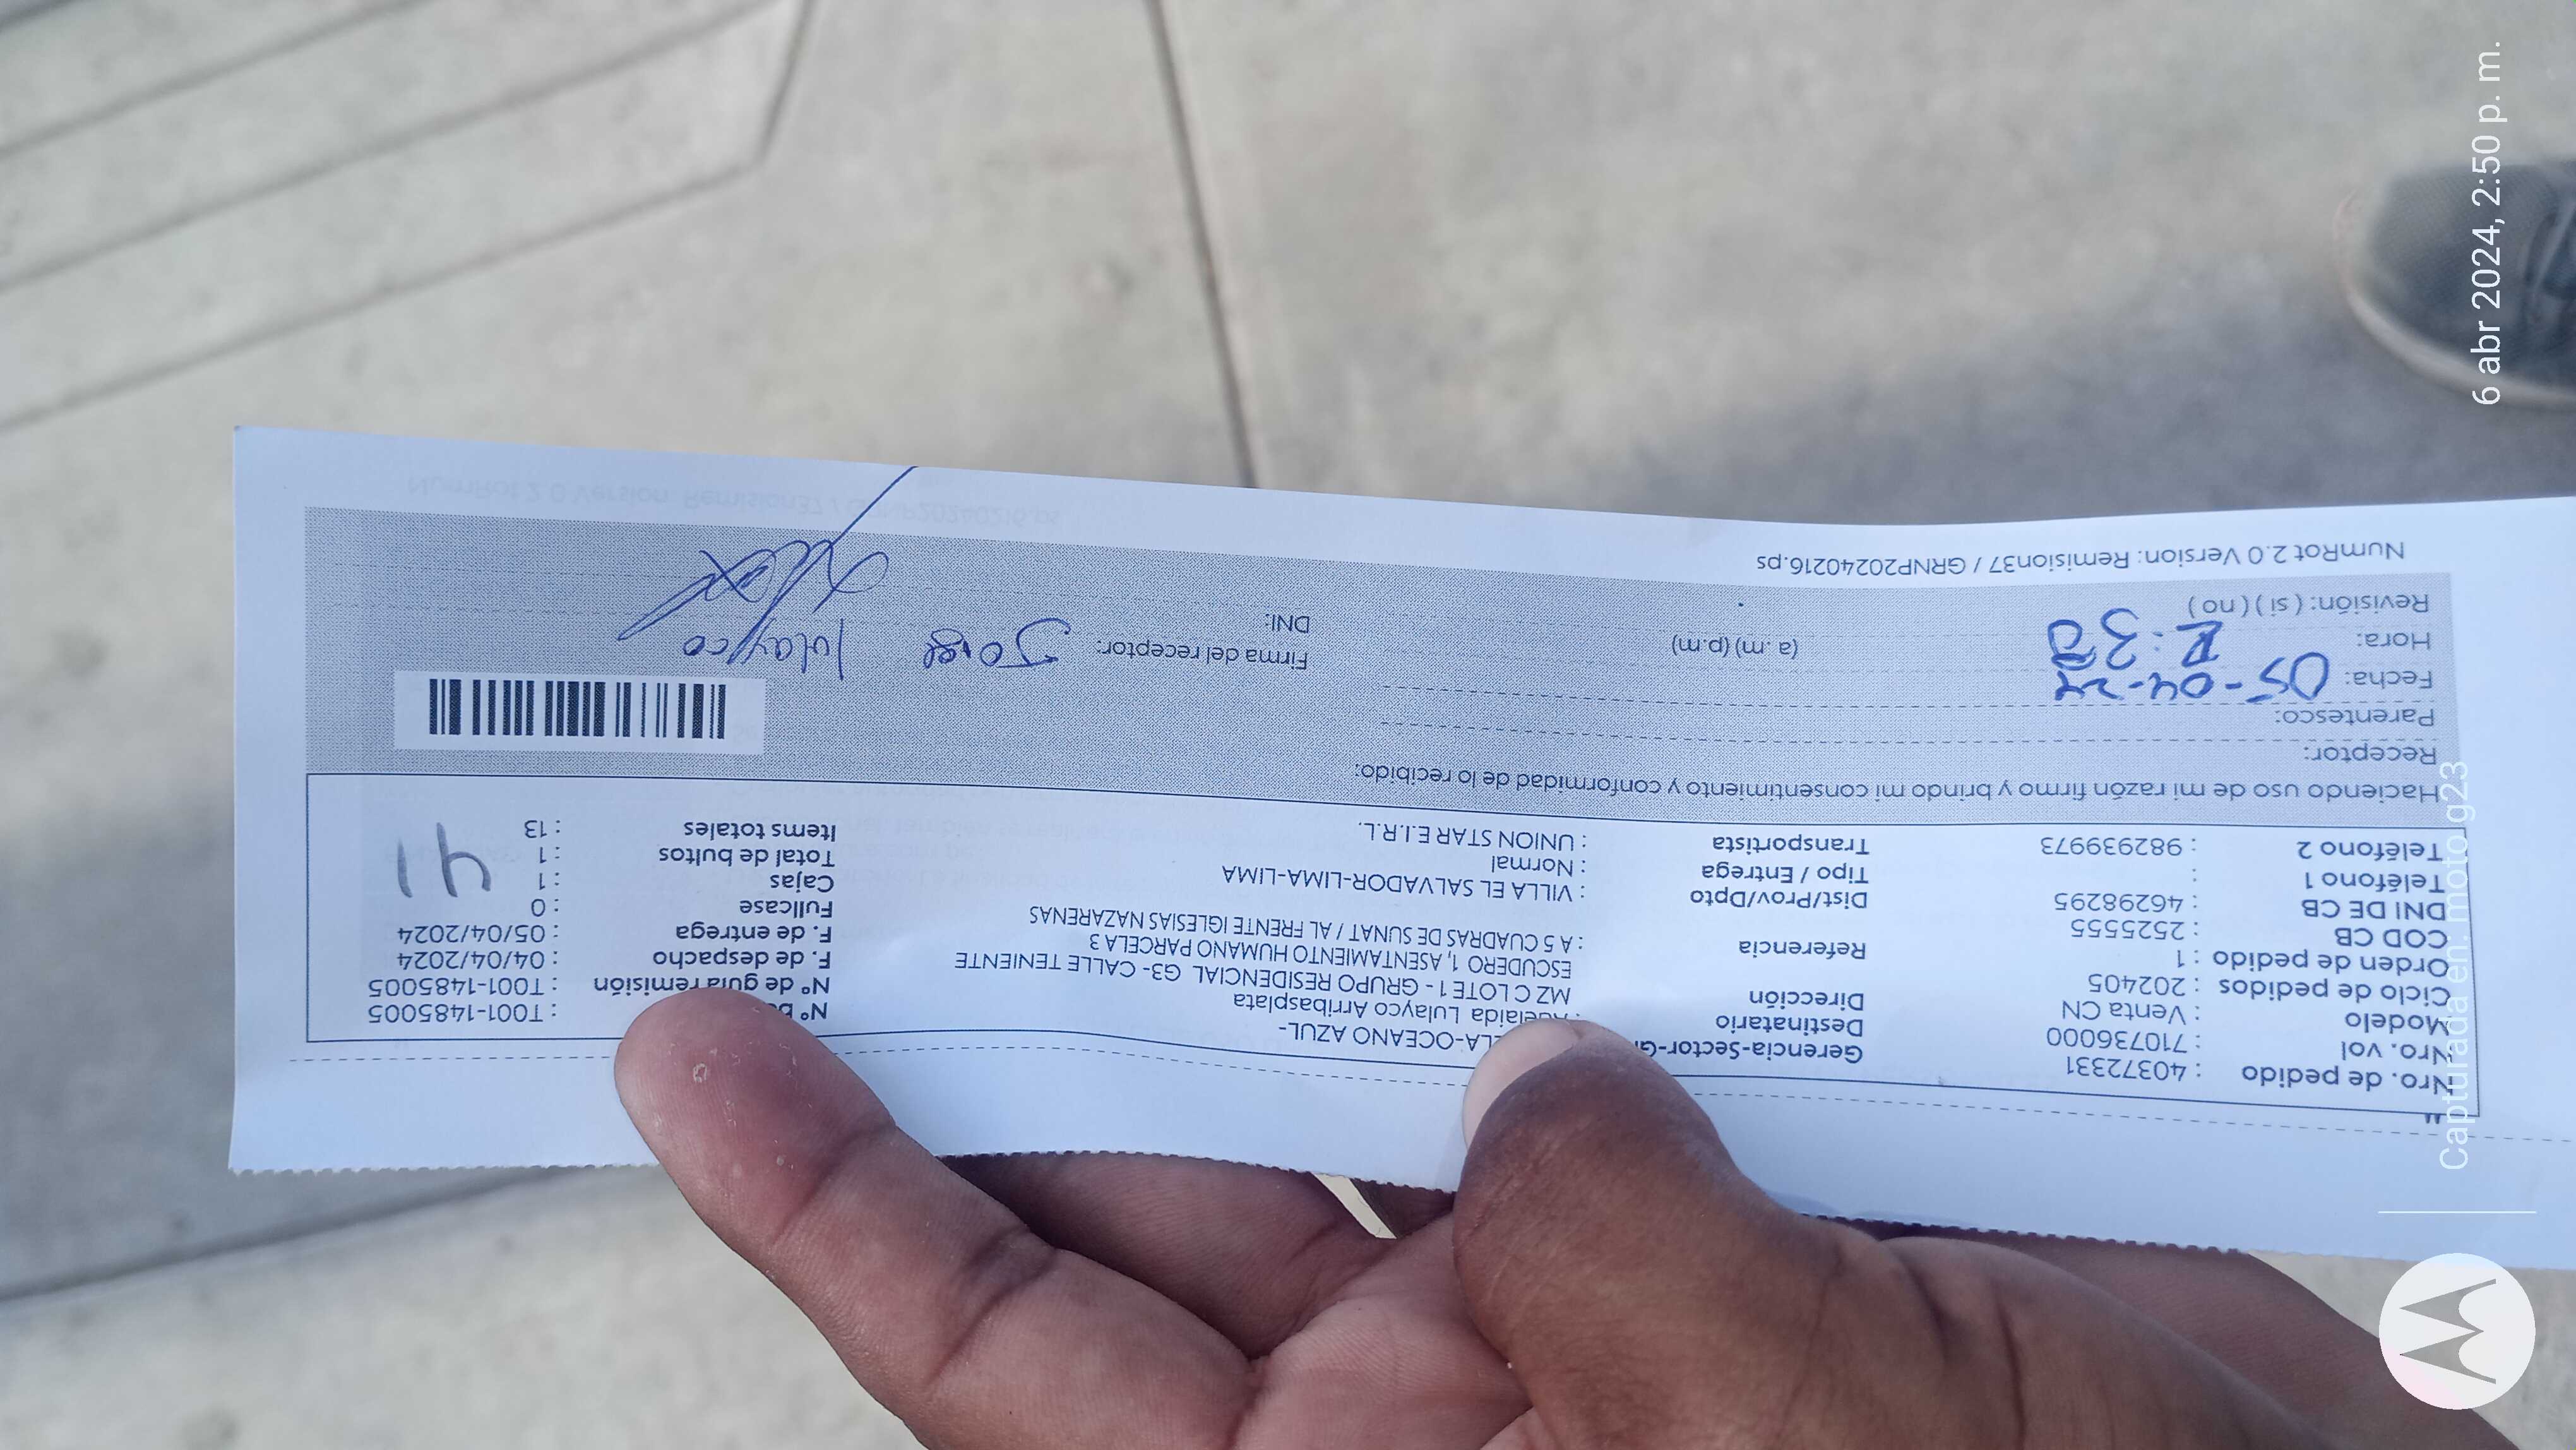 Nro. de pedido : 40372331
Nro. vol : 710736000
Modelo : Venta CN
Ciclo de pedidos : 202405
Orden de pedido : 1
COD CB : 2525555
DNI DE CB : 46298295
Teléfono 1 :
Teléfono 2 : 982939973
Gerencia-Sector-G LA-OCEANO AZUL-
Destinatario : Adelaida Lulayco Arribasplata
Dirección MZ C LOTE 1 - GRUPO RESIDENCIAL G3- CALLE TENIENTE
ESCUDERO 1, ASENTAMIENTO HUMANO PARCELA 3
Referencia : A 5 CUADRAS DE SUNAT / AL FRENTE IGLESIAS NAZARENAS
Dist/Prov/Dpto : VILLA EL SALVADOR-LIMA-LIMA
Tipo / Entrega : Normal
Transportista : UNION STAR E.I.R.L.
N° : T001-1485005
N° de guía remisión : T001-1485005
F. de despacho : 04/04/2024
F. de entrega : 05/04/2024
Fullcase : 0
Cajas : 1
Total de bultos : 1
Items totales : 13
41
Haciendo uso de mi razón firmo y brindo mi consentimiento y conformidad de lo recibido:
Receptor:
Parentesco:
Fecha: 05-04-24
Hora: (a .m) (p.m)
Revisión: ( si ) ( no )
Firma del receptor: Jorge Lulayco
DNI:
NumRot 2.0 Version: Remision37 / GRNP20240216.ps
Capturada en: moto g23
6 abr 2024, 2:50 p. m.